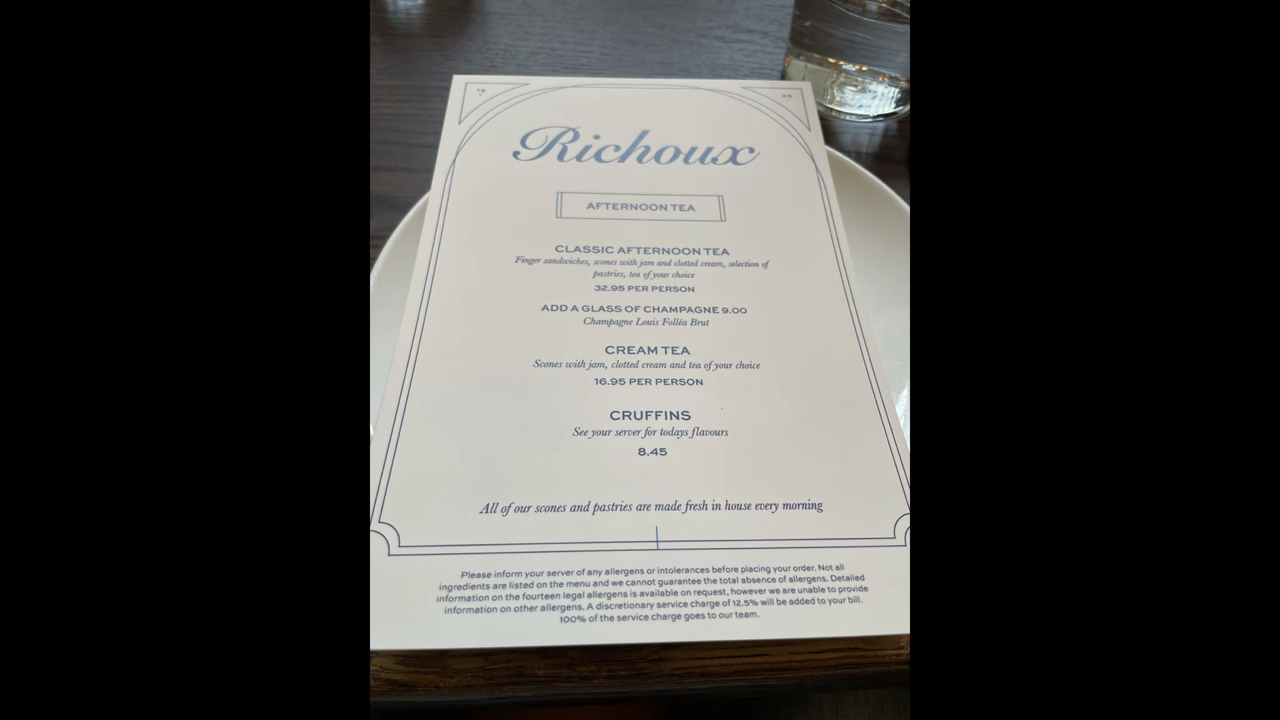 Richoux
AFTERNOON TEA
CLASSIC AFTERNOON TEA
Finger sandwiches, scones with jam and clotted cream, selection of
pastries, tea of your choice
32.95 PER PERSON
ADD A GLASS OF CHAMPAGNE 9.00
Champagne Louis Folléa Brut
CREAM TEA
Scones with jam, clotted cream and tea of your choice
16.95 PER PERSON
CRUFFINS
See your server for todays flavours
8.45
All of our scones and pastries are made fresh in house every morning
Please inform your server of any allergens or intolerances before placing your order. Not all
ingredients are listed on the menu and we cannot guarantee the total absence of allergens. Detailed
information on the fourteen legal allergens is available on request, however we are unable to provide
information on other allergens. A discretionary service charge of 12.5% will be added to your bill.
100% of the service charge goes to our team.